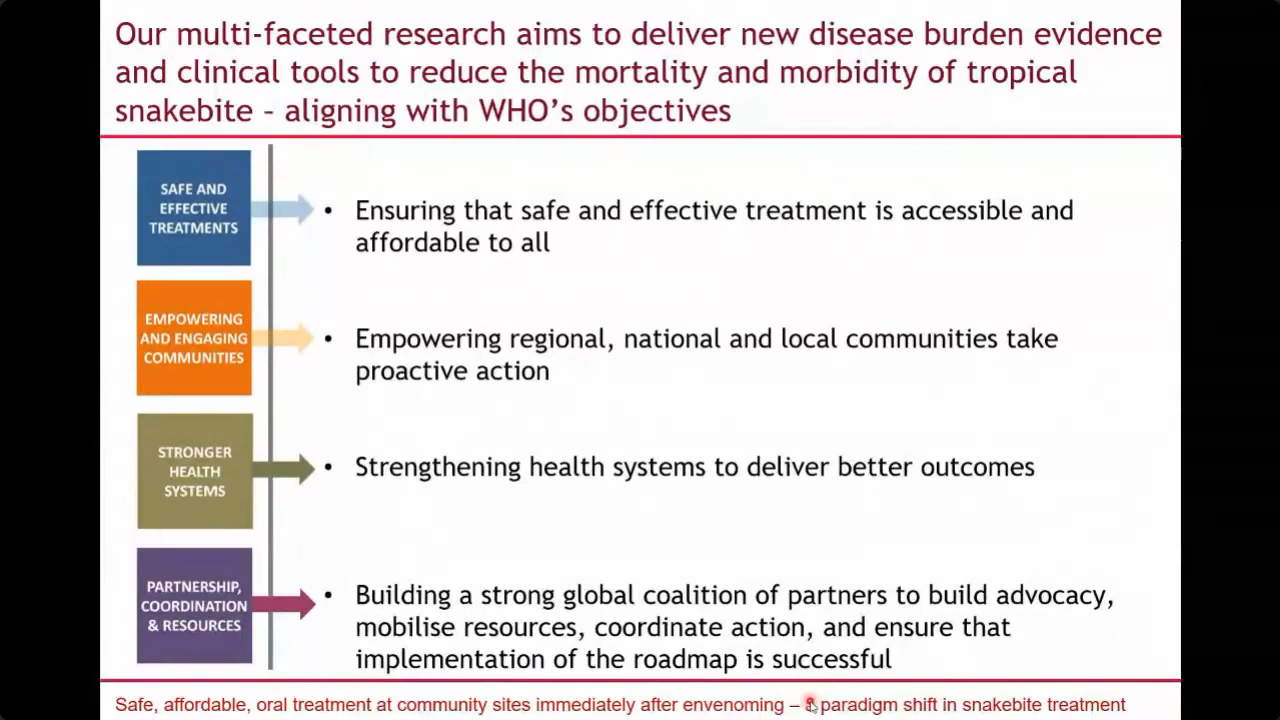 Our multi-faceted research aims to deliver new disease burden evidence
and clinical tools to reduce the mortality and morbidity of tropical
snakebite – aligning with WHO's objectives
SAFE AND
EFFECTIVE
TREATMENTS
• Ensuring that safe and effective treatment is accessible and
affordable to all
EMPOWERING
AND ENGAGING
COMMUNITIES
• Empowering regional, national and local communities take
proactive action
STRONGER
HEALTH
SYSTEMS
• Strengthening health systems to deliver better outcomes
PARTNERSHIP,
COORDINATION
& RESOURCES
• Building a strong global coalition of partners to build advocacy,
mobilise resources, coordinate action, and ensure that
implementation of the roadmap is successful
Safe, affordable, oral treatment at community sites immediately after envenoming – paradigm shift in snakebite treatment